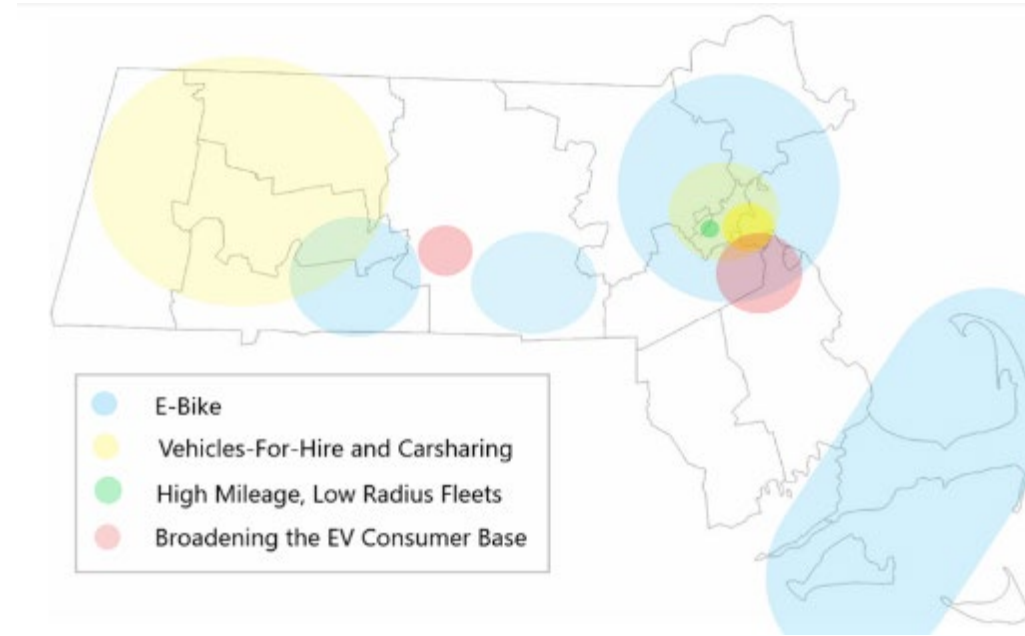 E-Bike
Vehicles-For-Hire and Carsharing
High Mileage, Low Radius Fleets
Broadening the EV Consumer Base